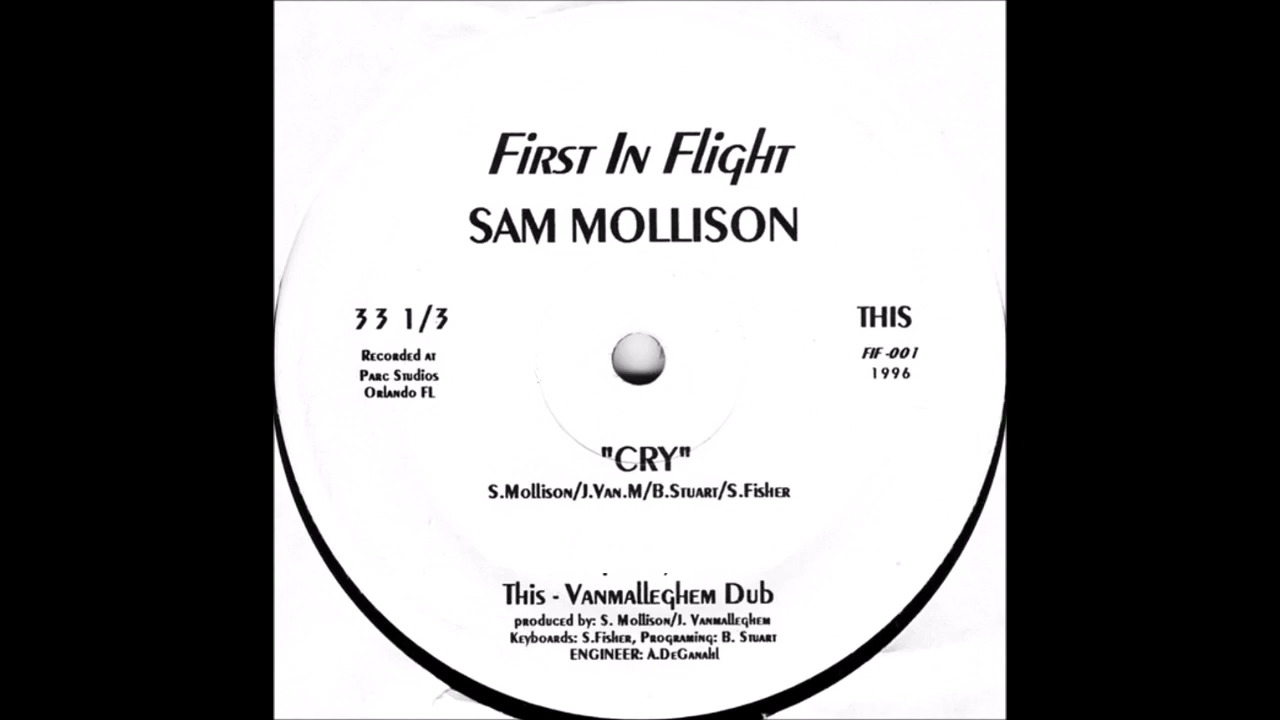 First In Flight
SAM MOLLISON
33 1/3
THIS
Recorded at
FIF-001
Parc Studios
1996
Orlando FL
"CRY"
S.Mollison/J.Van.M/B.Stuart/S.Fisher
This - Vanmalleghem Dub
produced by: S. Mollison/J. Vanmalleghem
Keyboards: S.Fisher, Programing: B. Stuart
ENGINEER: A.DeGanahl